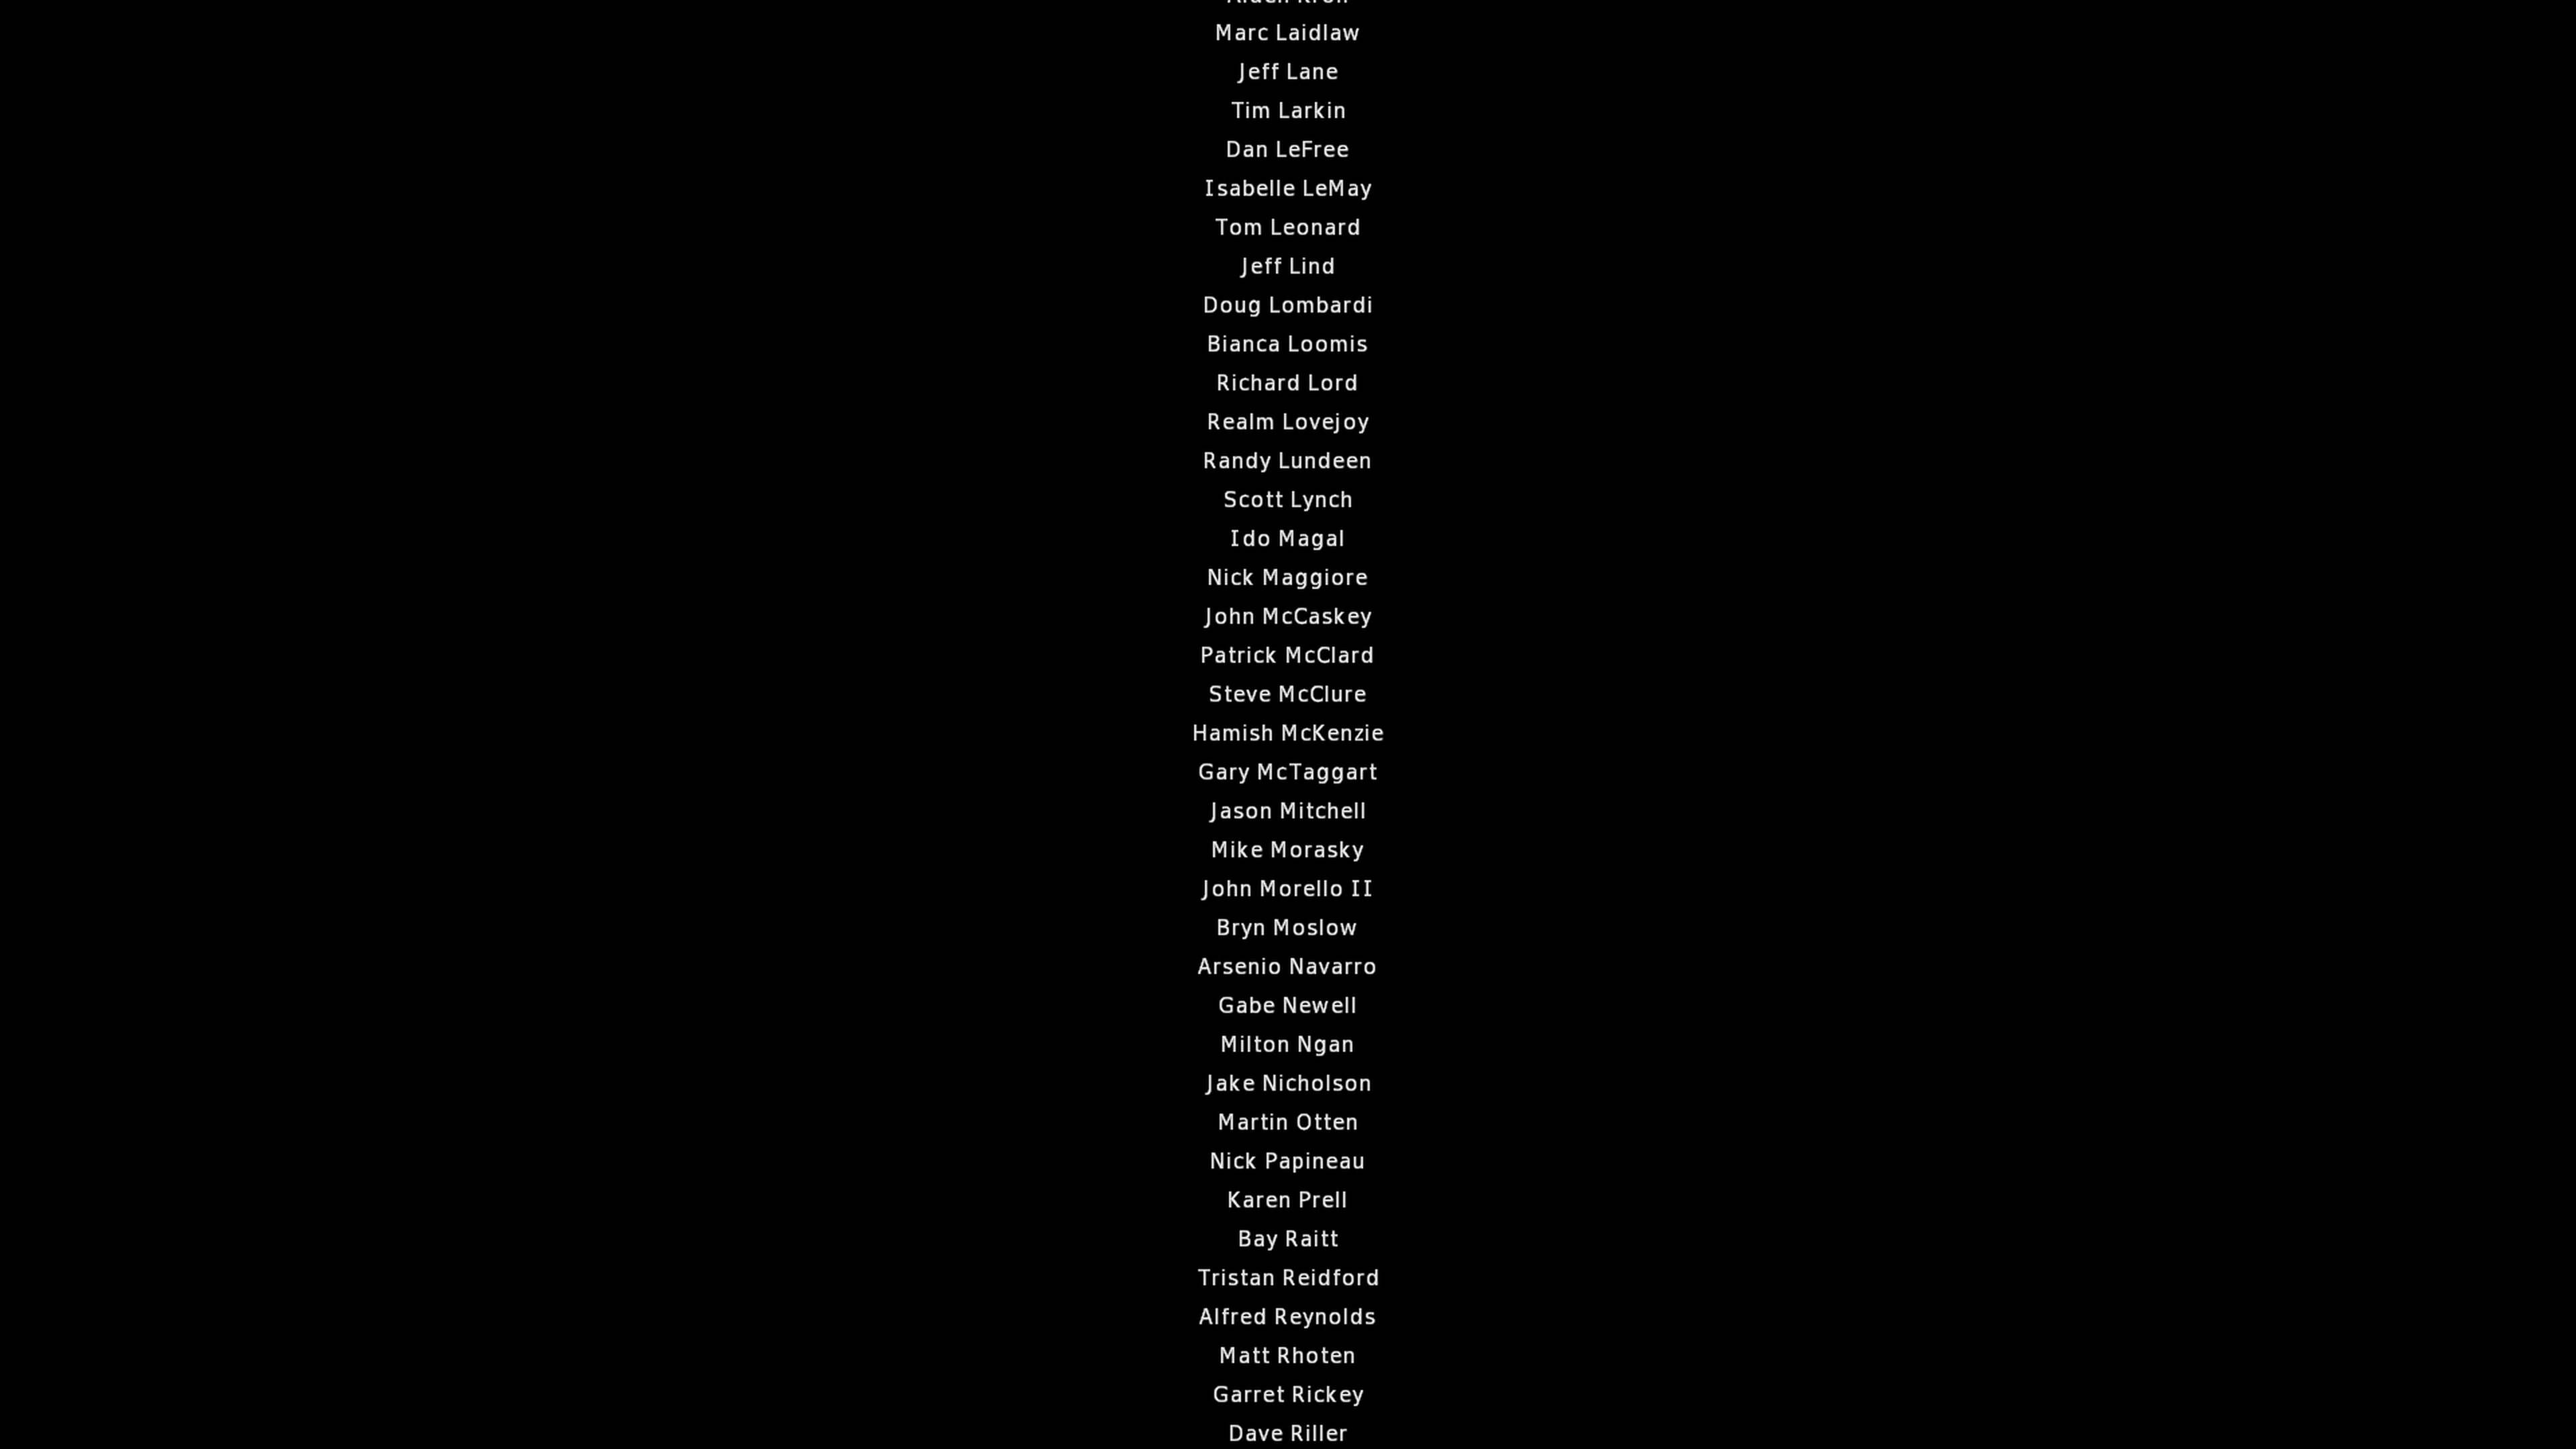 Marc Laidlaw
Jeff Lane
Tim Larkin
Dan LeFree
Isabelle LeMay
Tom Leonard
Jeff Lind
Doug Lombardi
Bianca Loomis
Richard Lord
Realm Lovejoy
Randy Lundeen
Scott Lynch
Ido Magal
Nick Maggiore
John McCaskey
Patrick McClard
Steve McClure
Hamish McKenzie
Gary McTaggart
Jason Mitchell
Mike Morasky
John Morello II
Bryn Moslow
Arsenio Navarro
Gabe Newell
Milton Ngan
Jake Nicholson
Martin Otten
Nick Papineau
Karen Prell
Bay Raitt
Tristan Reidford
Alfred Reynolds
Matt Rhoten
Garret Rickey
Dave Riller